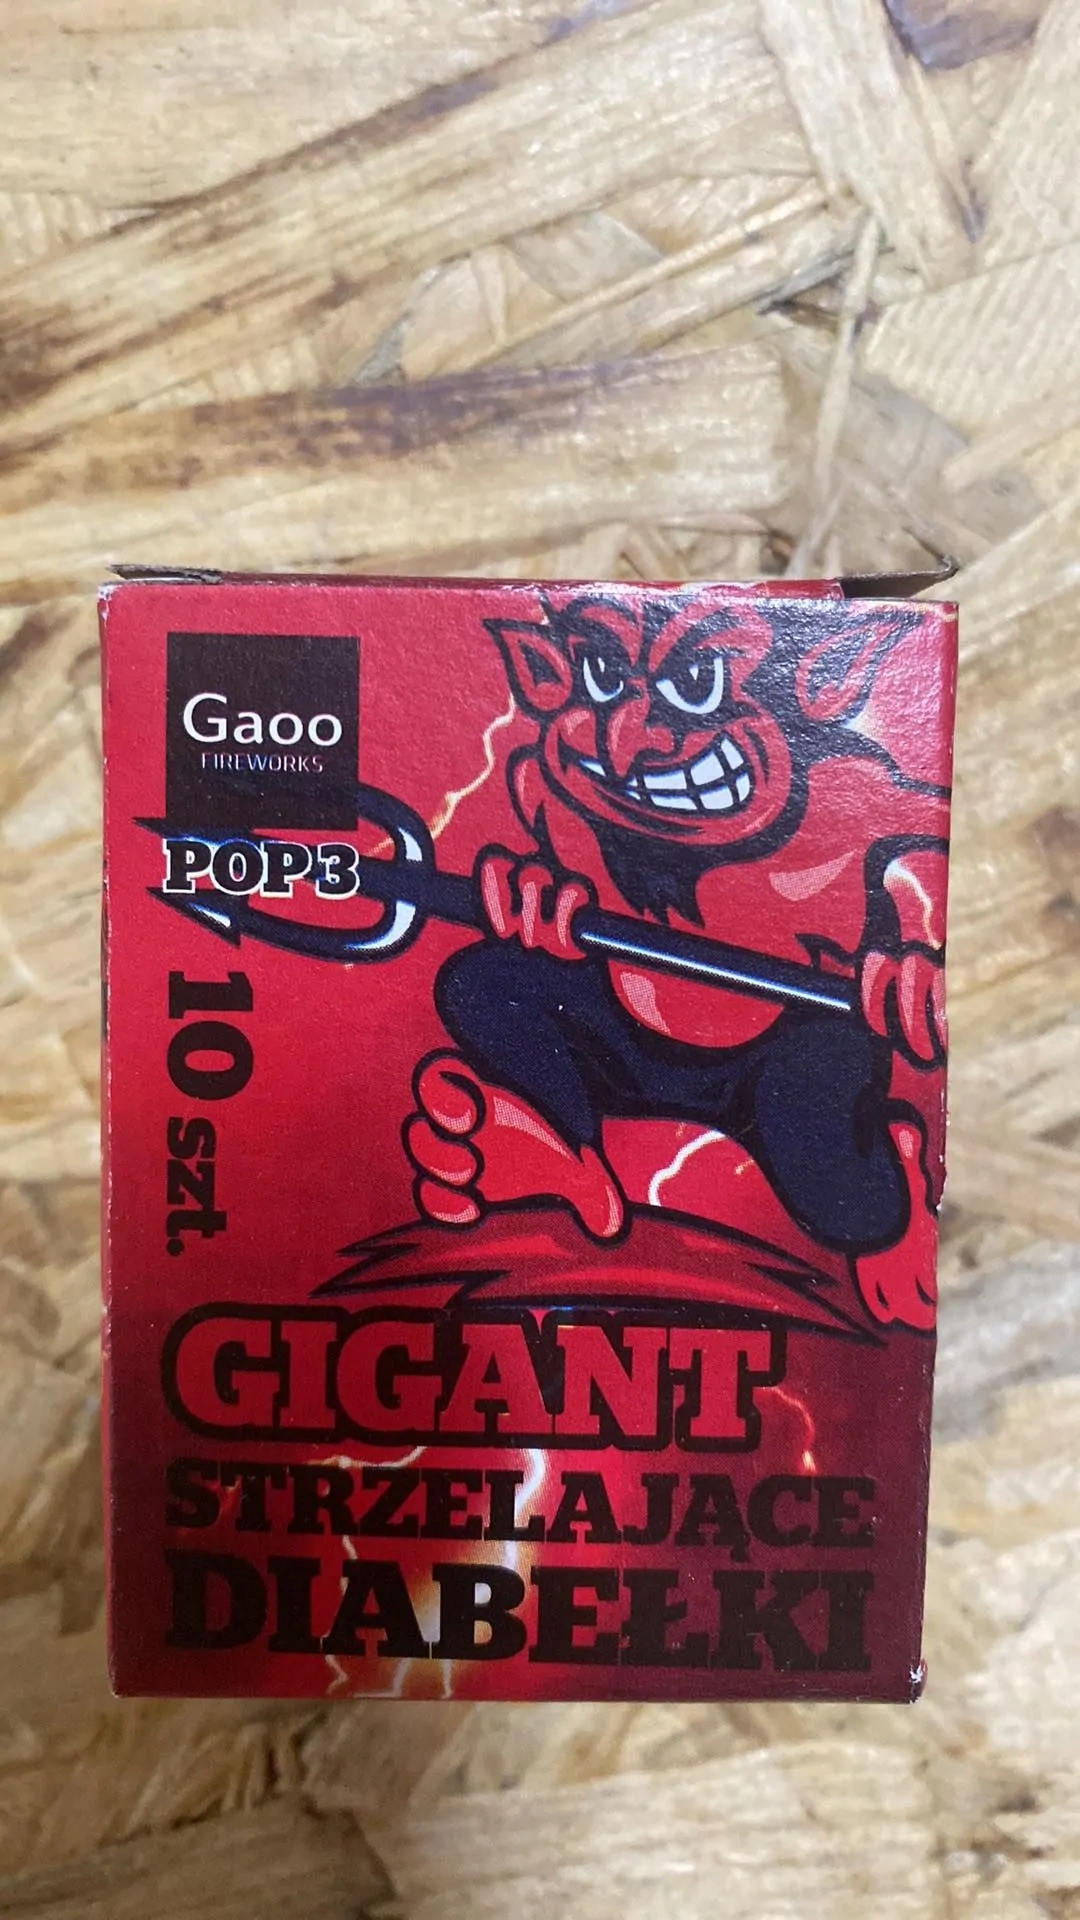 Gaoo
FIREWORKS
POP3
10 szt.
GIGANT
STRZELAJĄCE
DIABEŁKI